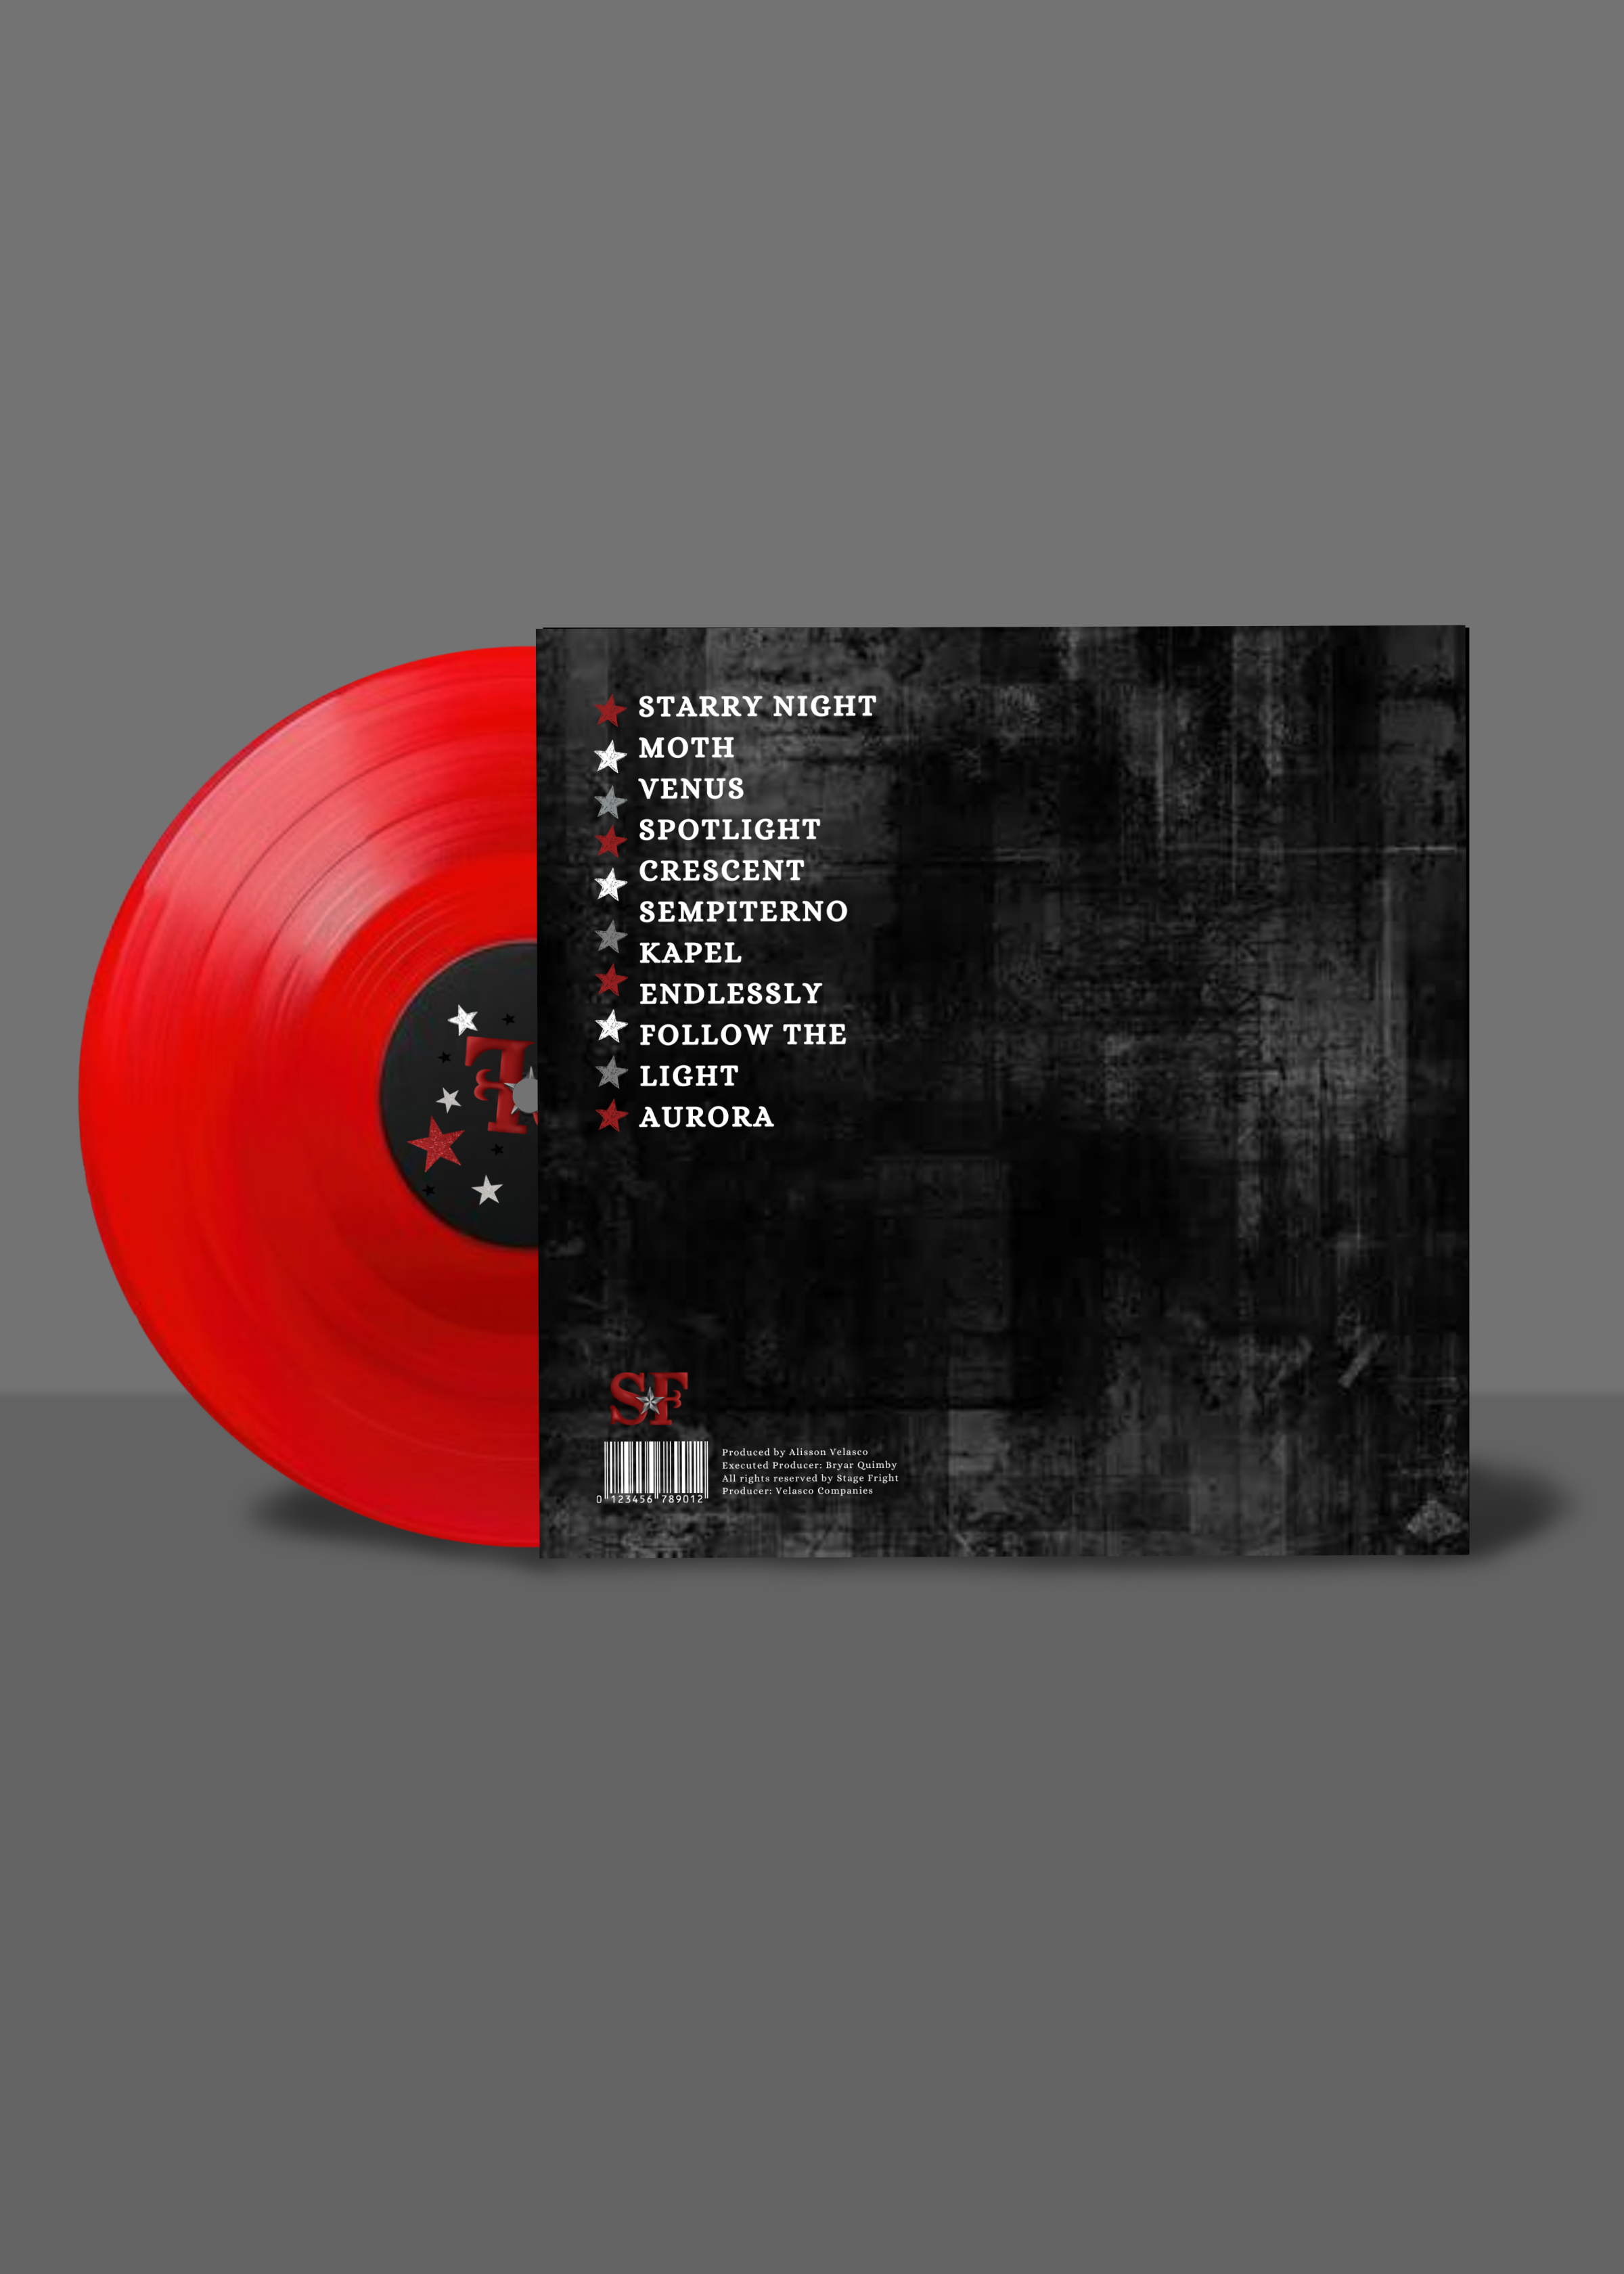 STARRY NIGHT
MOTH
VENUS
SPOTLIGHT
CRESCENT
SEMPITERNO
KAPEL
ENDLESSLY
FOLLOW THE
LIGHT
AURORA
SF
Produced by Alisson Velasco
Executed Producer: Bryar Quimby
All rights reserved by Stage Fright
Producer: Velasco Companies
0 123456 789012